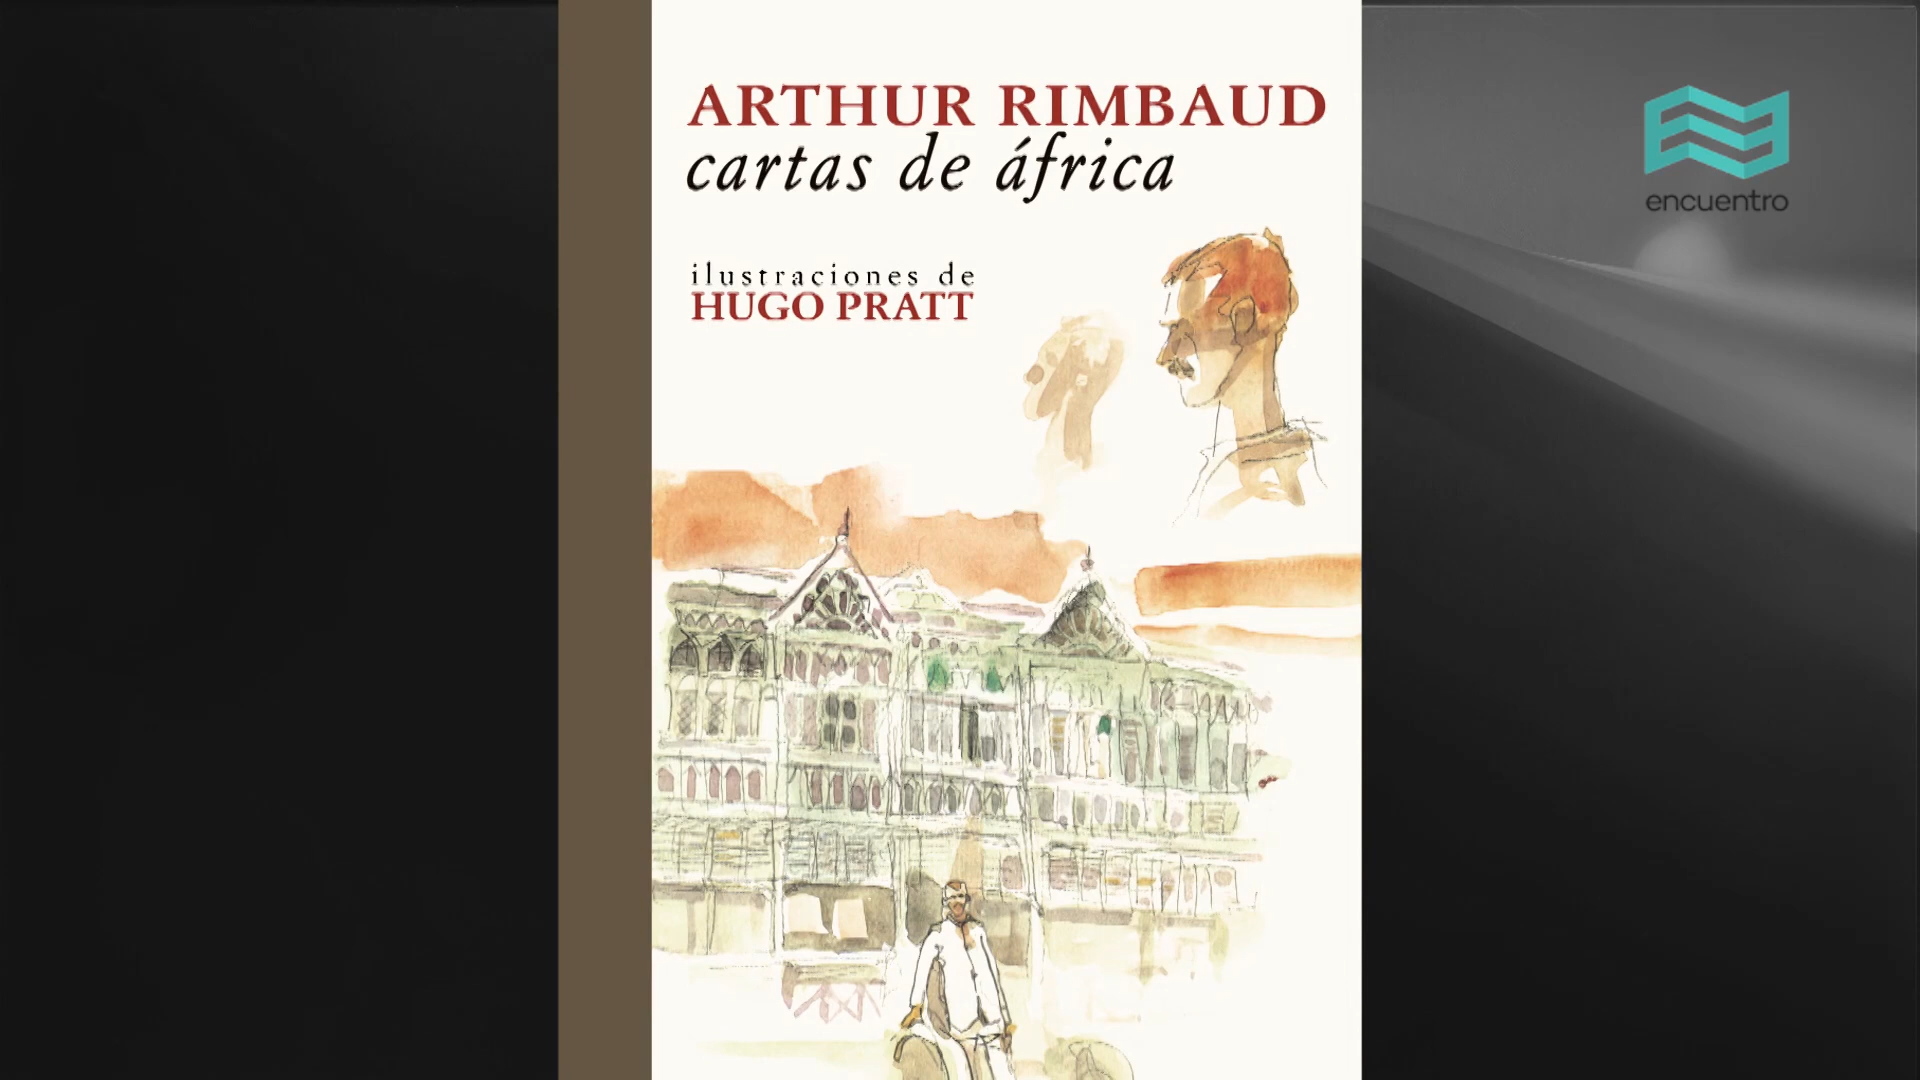 ARTHUR RIMBAUD
cartas de áfrica
ilustraciones de
HUGO PRATT
encuentro